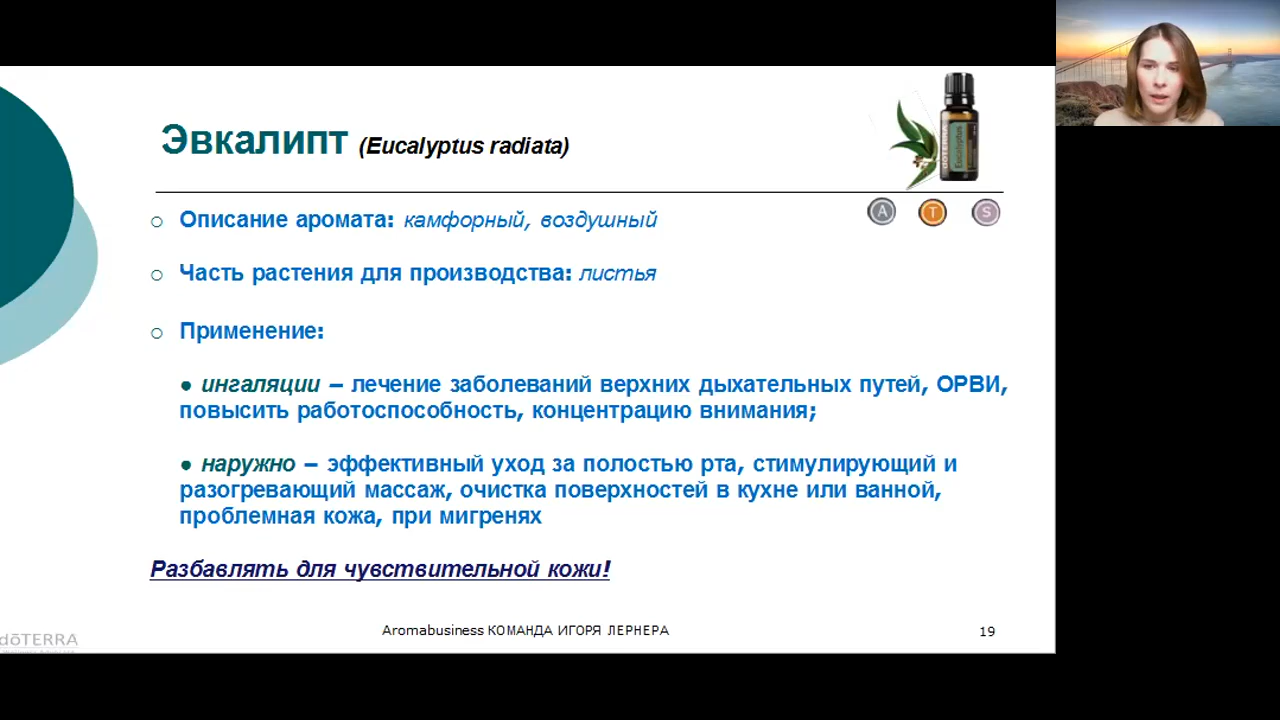 Эвкалипт (Eucalyptus radiata)
dōTERRA
Eucalyptus
A T S
○ Описание аромата: камфорный, воздушный
○ Часть растения для производства: листья
○ Применение:
● ингаляции – лечение заболеваний верхних дыхательных путей, ОРВИ,
повысить работоспособность, концентрацию внимания;
● наружно – эффективный уход за полостью рта, стимулирующий и
разогревающий массаж, очистка поверхностей в кухне или ванной,
проблемная кожа, при мигренях
Разбавлять для чувствительной кожи!
Aromabusiness КОМАНДА ИГОРЯ ЛЕРНЕРА
19
dōTERRA